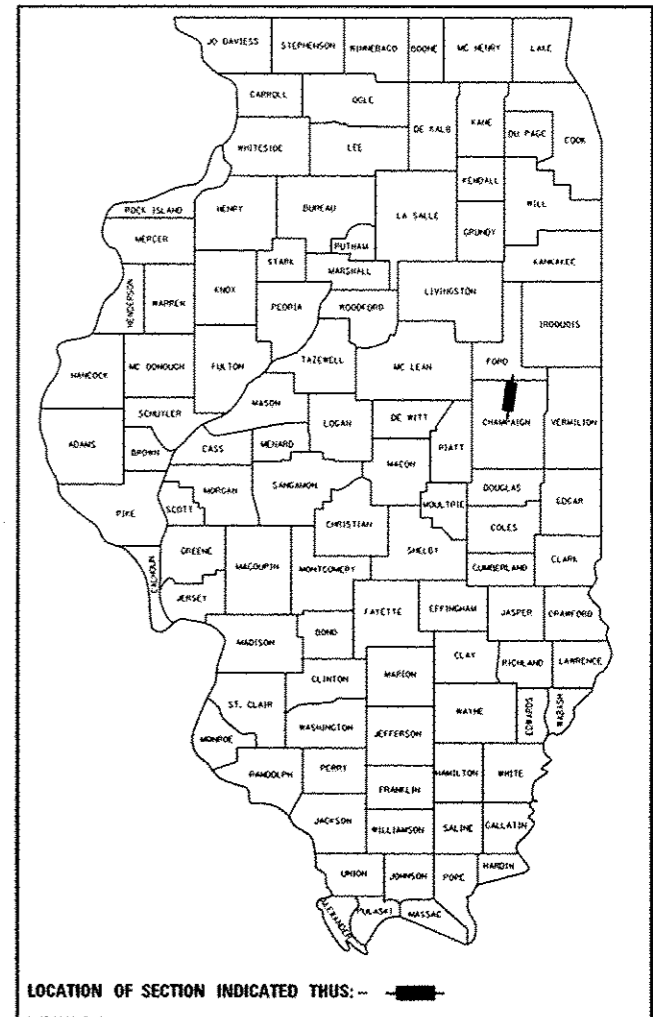 JO DAVIESS STEPHENSON WINNEBAGO BOONE MC HENRY LAKE
CARROLL OGLE DE KALB KANE DU PAGE COOK
WHITESIDE LEE
KENDALL WILL
ROCK ISLAND HENRY BUREAU LA SALLE
MERCER PUTNAM GRUNDY
STARK MARSHALL KANKAKEE
HENDERSON WARREN KNOX PEORIA WOODFORD LIVINGSTON IROQUOIS
HANCOCK MC DONOUGH FULTON TAZEWELL MC LEAN FORD
MASON
SCHUYLER LOGAN DE WITT CHAMPAIGN VERMILION
ADAMS BROWN CASS MENARD PIATT
MACON
PIKE SCOTT MORGAN SANGAMON MOULTRIE DOUGLAS EDGAR
CHRISTIAN COLES
GREENE SHELBY
CALHOUN MACOUPIN MONTGOMERY CUMBERLAND CLARK
JERSEY
FAYETTE EFFINGHAM JASPER CRAWFORD
MADISON BOND
CLAY RICHLAND LAWRENCE
CLINTON MARION
ST. CLAIR WAYNE EDWARDS WABASH
WASHINGTON JEFFERSON
MONROE
RANDOLPH PERRY HAMILTON WHITE
FRANKLIN
JACKSON WILLIAMSON SALINE GALLATIN
UNION JOHNSON POPE HARDIN
ALEXANDER PULASKI MASSAC
LOCATION OF SECTION INDICATED THUS: -